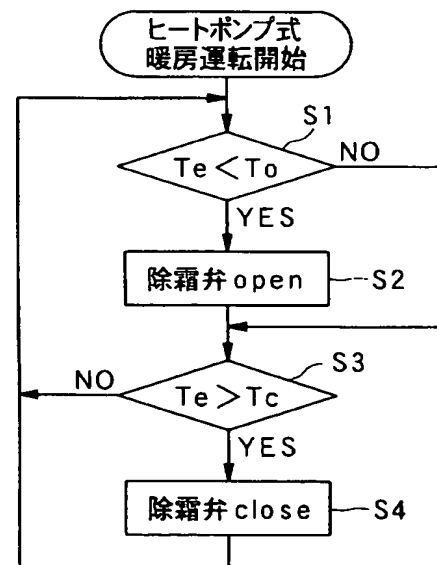 ヒートポンプ式
暖房運転開始
S1
Te<To
NO
YES
除霜弁open
S2
S3
NO
Te>Tc
YES
除霜弁close
S4